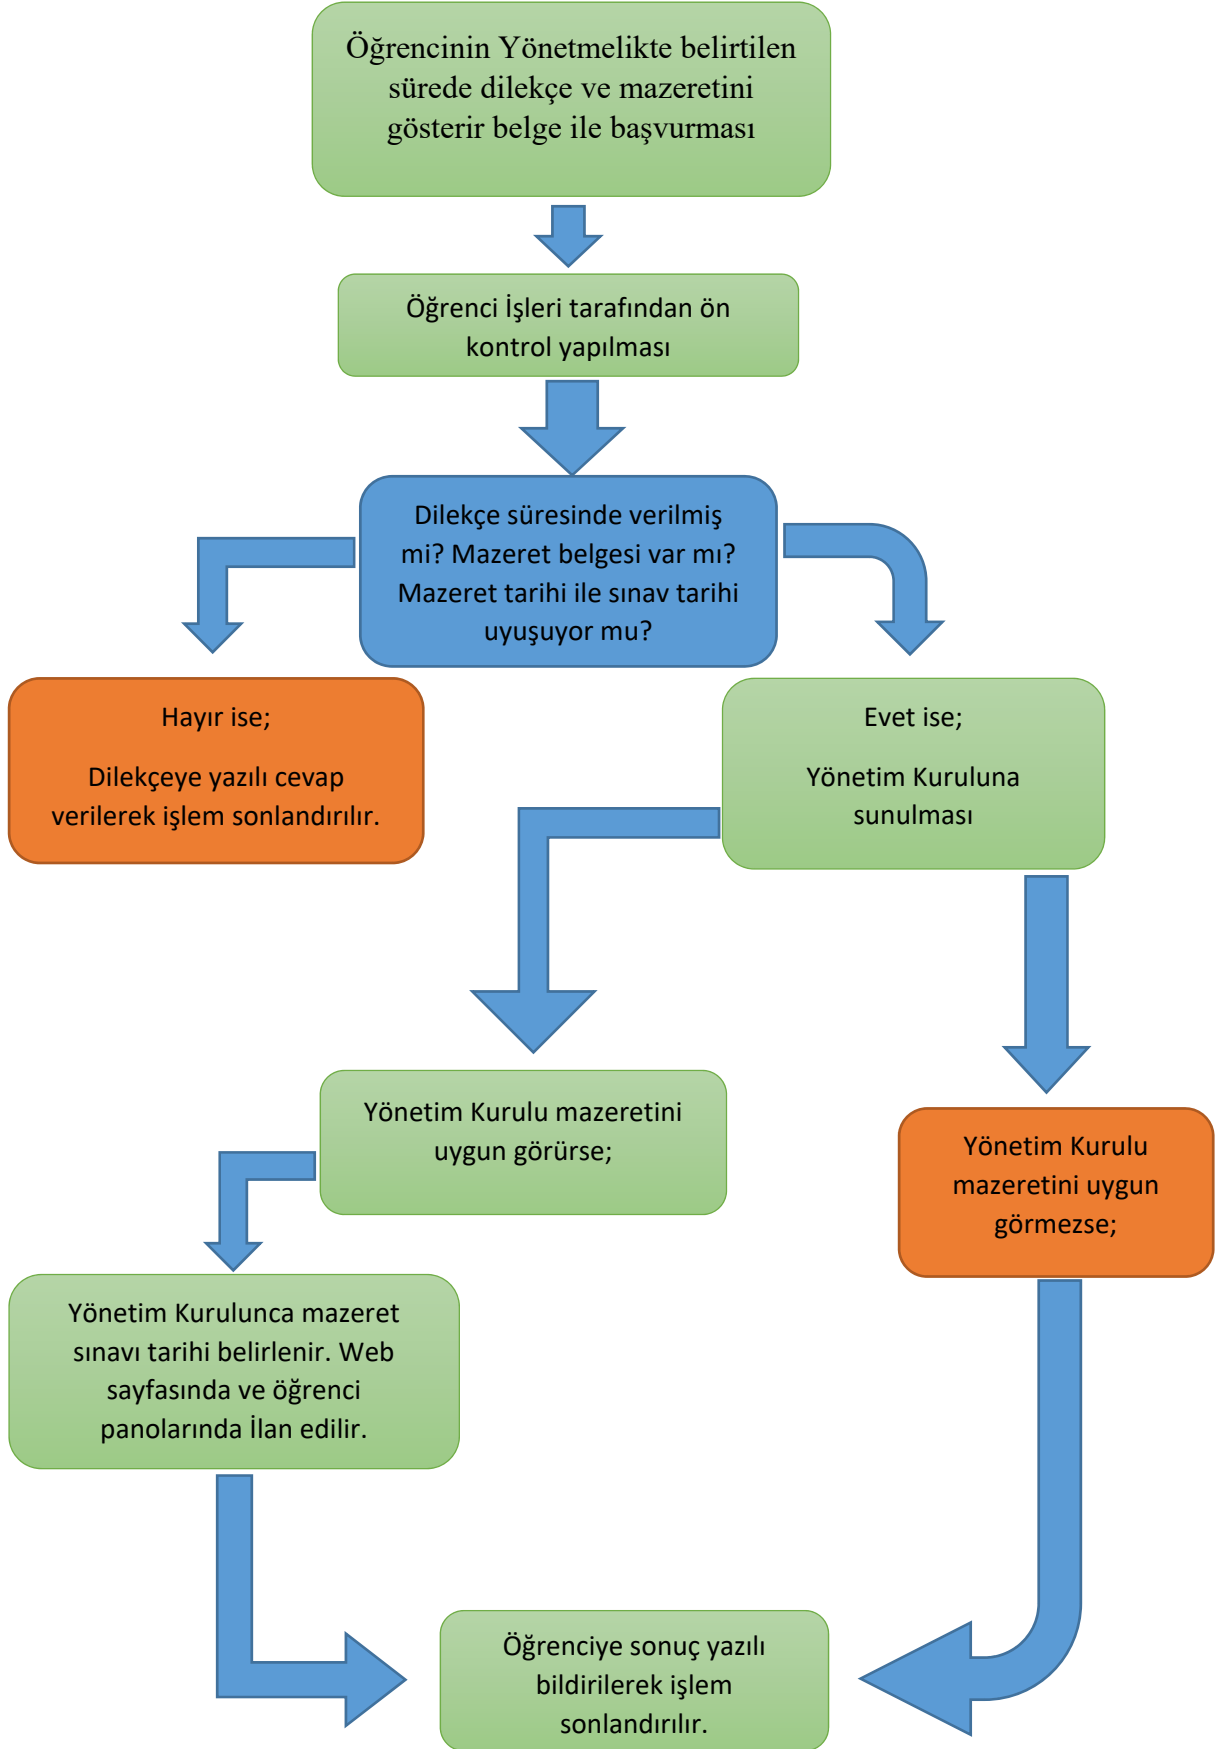 Öğrencinin Yönetmelikte belirtilen
sürede dilekçe ve mazeretini
gösterir belge ile başvurması
Öğrenci İşleri tarafından ön
kontrol yapılması
Dilekçe süresinde verilmiş
mi? Mazeret belgesi var mı?
Mazeret tarihi ile sınav tarihi
uyuşuyor mu?
Hayır ise;
Dilekçeye yazılı cevap
verilerek işlem sonlandırılır.
Evet ise;
Yönetim Kuruluna
sunulması
Yönetim Kurulu mazeretini
uygun görürse;
Yönetim Kurulu
mazeretini uygun
görmezse;
Yönetim Kurulunca mazeret
sınavı tarihi belirlenir. Web
sayfasında ve öğrenci
panolarında İlan edilir.
Öğrenciye sonuç yazılı
bildirilerek işlem
sonlandırılır.